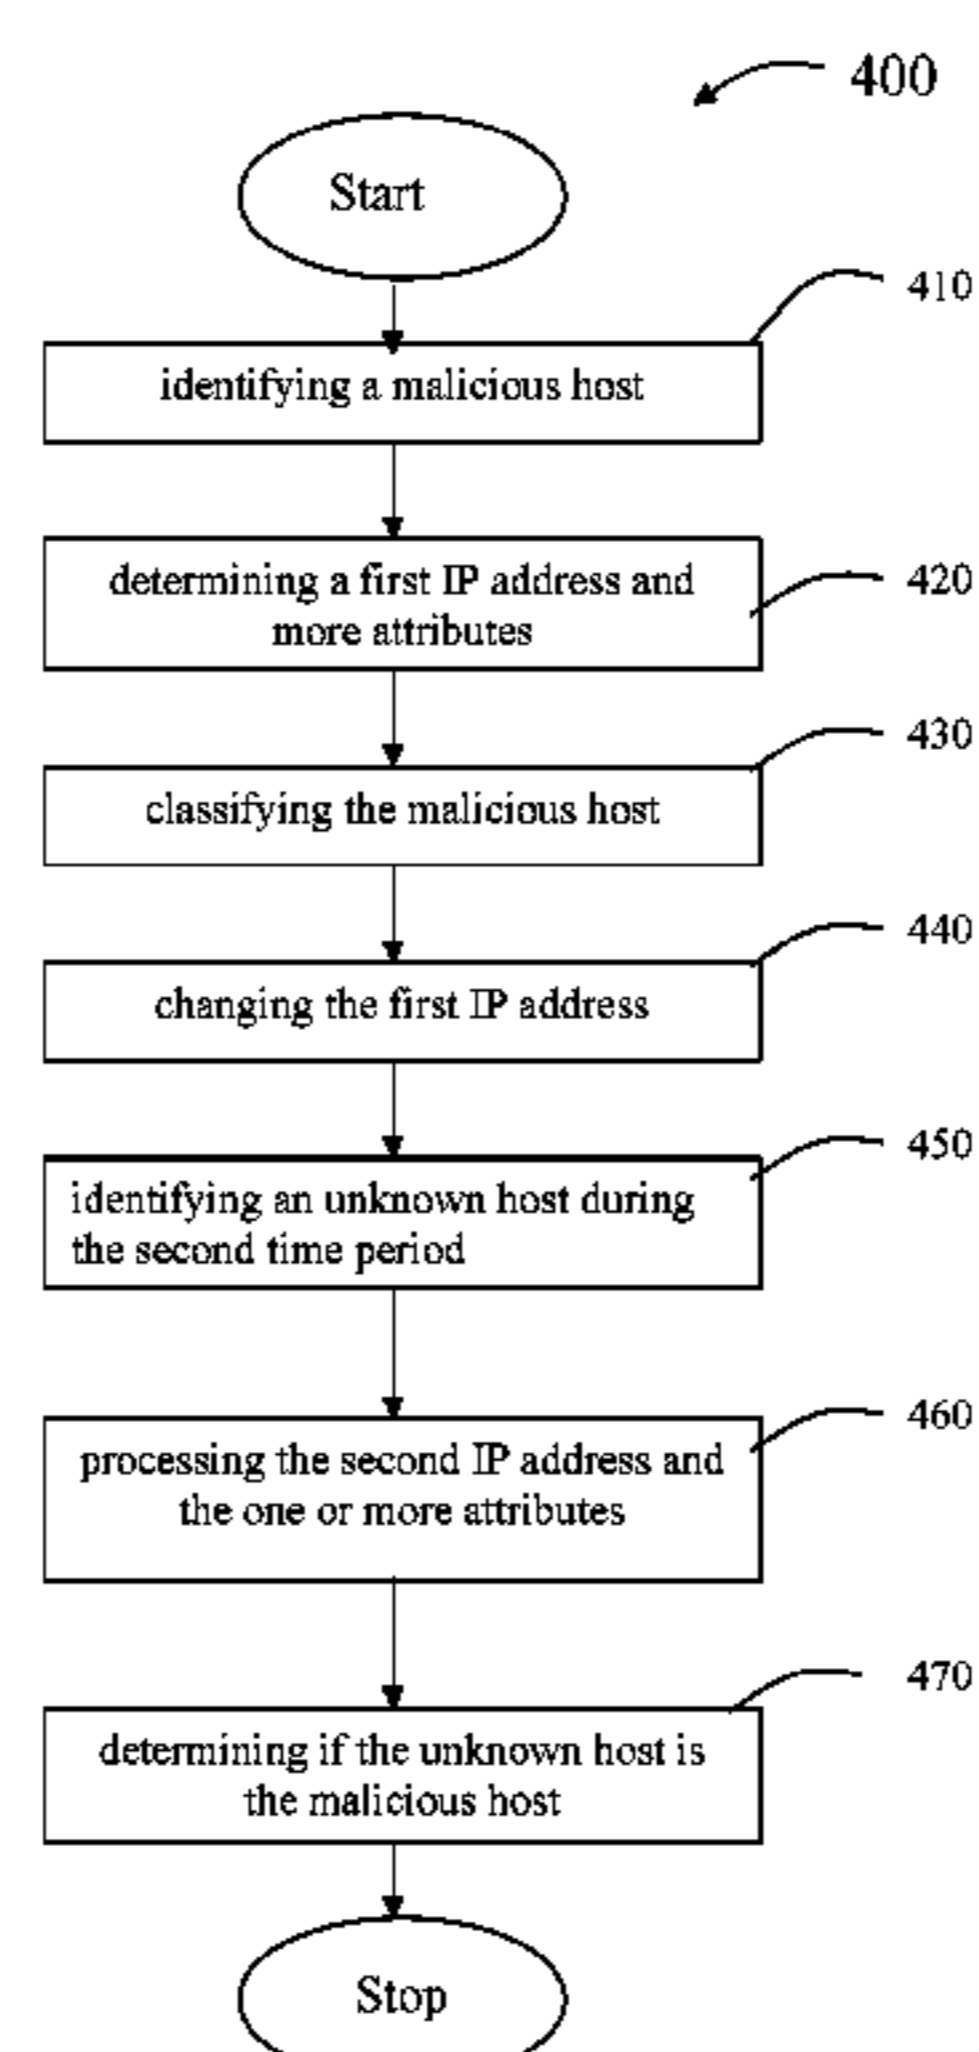 400
Start
410
identifying a malicious host
determining a first IP address and
more attributes
420
430
classifying the malicious host
440
changing the first IP address
450
identifying an unknown host during
the second time period
460
processing the second IP address and
the one or more attributes
470
determining if the unknown host is
the malicious host
Stop